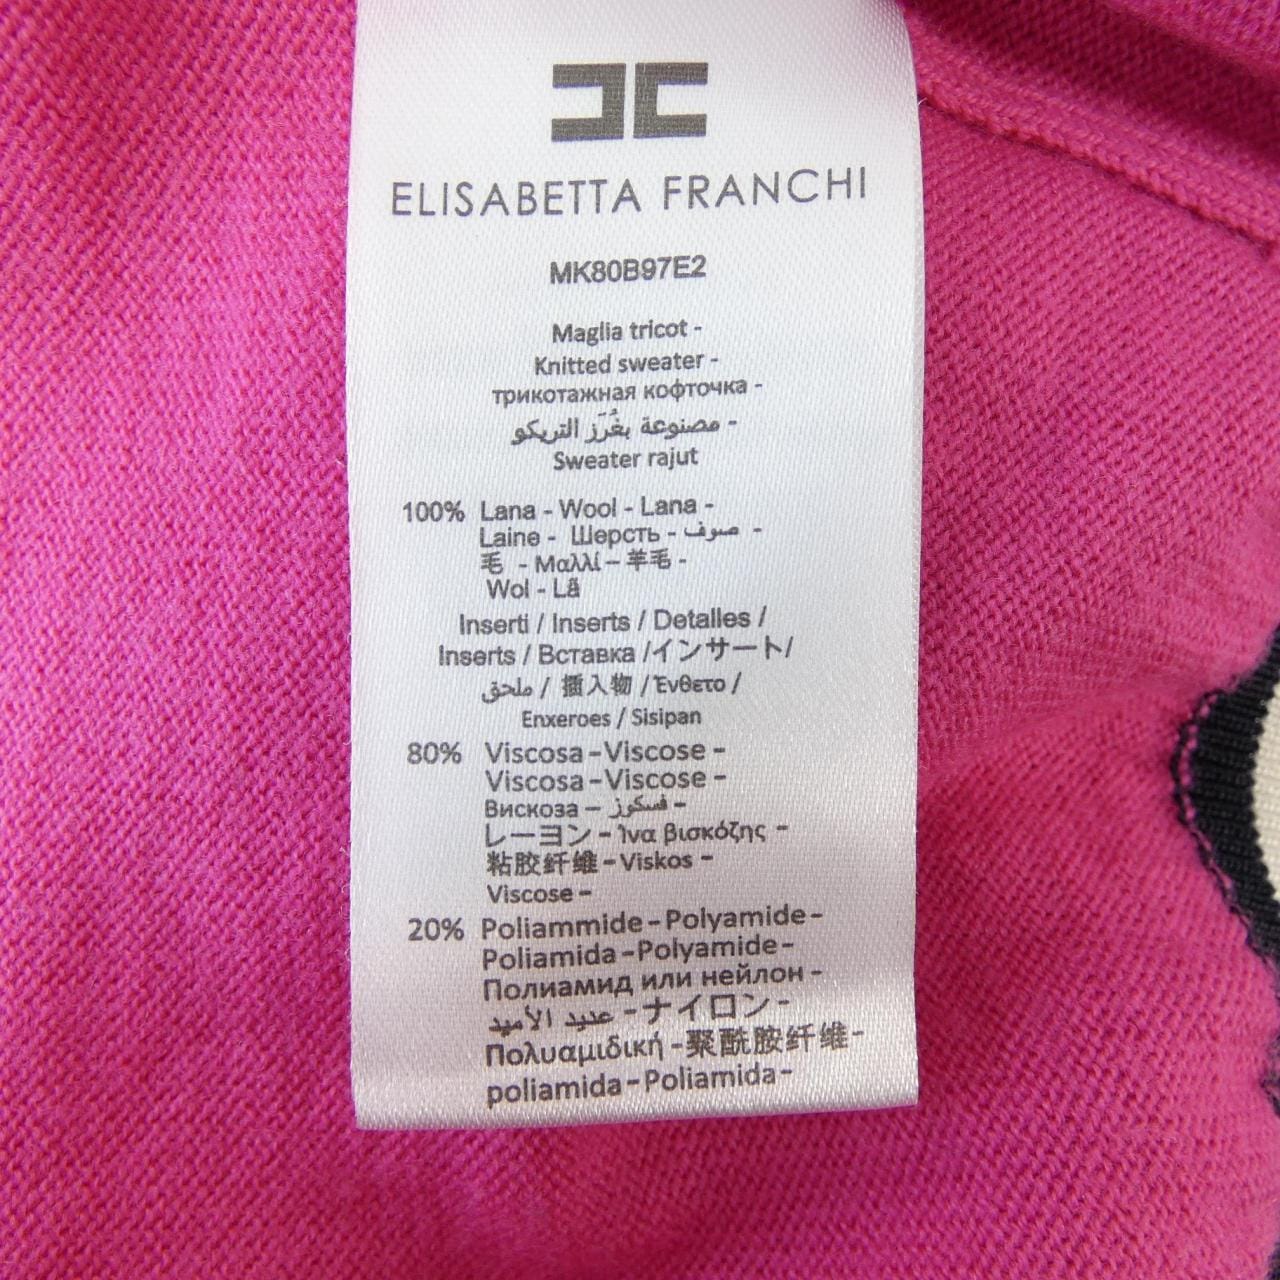 ELISABETTA FRANCHI
MK80B97E2
Maglia tricot -
Knitted sweater -
трикотажная кофточка -
مصنوعة بغُرَز التريكو -
Sweater rajut
100% Lana - Wool - Lana -
Laine - Шерсть - صوف -
毛 - Μαλλί - 羊毛 -
Wol - Lã
Inserti / Inserts / Detalles /
Inserts / Вставка /インサート/
ملحق / 插入物 / Ένθετο /
Enxeroes / Sisipan
80% Viscosa - Viscose -
Viscosa - Viscose -
Вискоза - فسكوز -
レーヨン - Ίνα βισκόζης -
粘胶纤维 - Viskos -
Viscose -
20% Poliammide - Polyamide -
Poliamida - Polyamide -
Полиамид или нейлон -
عديد الأميد - ナイロン -
Πολυαμιδική - 聚酰胺纤维-
poliamida - Poliamida -